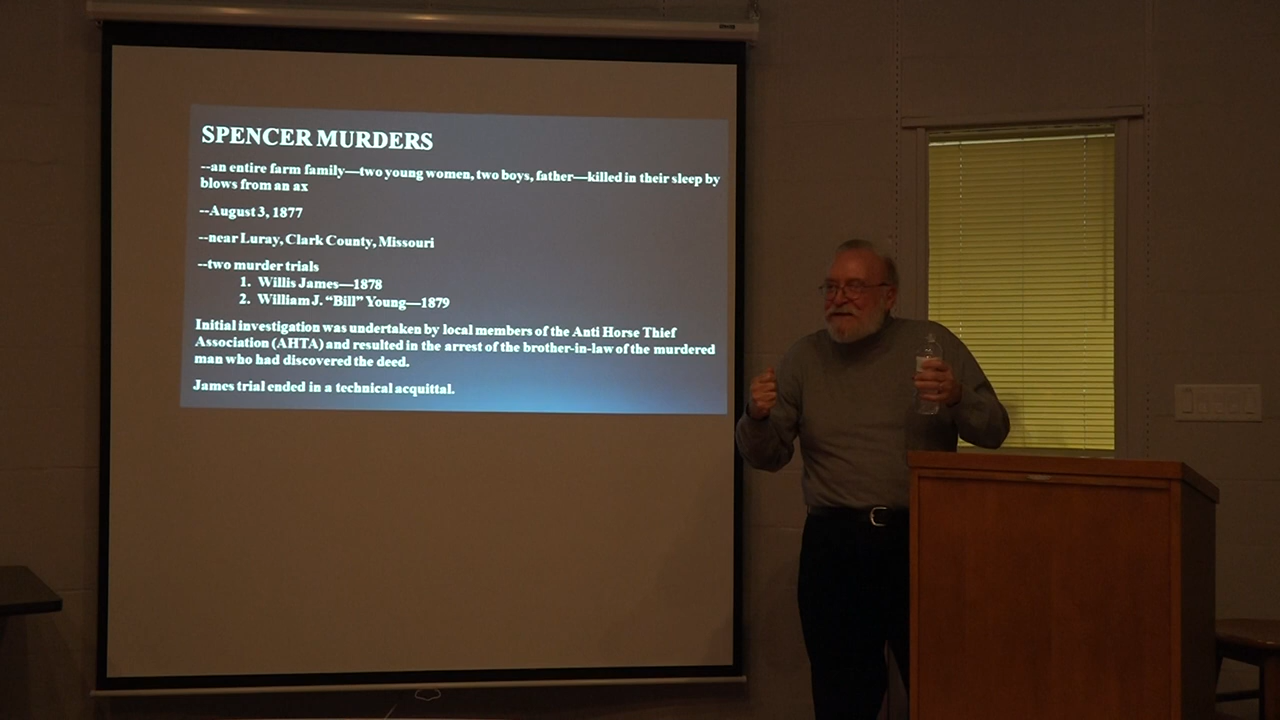 SPENCER MURDERS
--an entire farm family—two young women, two boys, father—killed in their sleep by
blows from an ax
--August 3, 1877
--near Luray, Clark County, Missouri
--two murder trials
1. Willis James—1878
2. William J. “Bill” Young—1879
Initial investigation was undertaken by local members of the Anti Horse Thief
Association (AHTA) and resulted in the arrest of the brother-in-law of the murdered
man who had discovered the deed.
James trial ended in a technical acquittal.